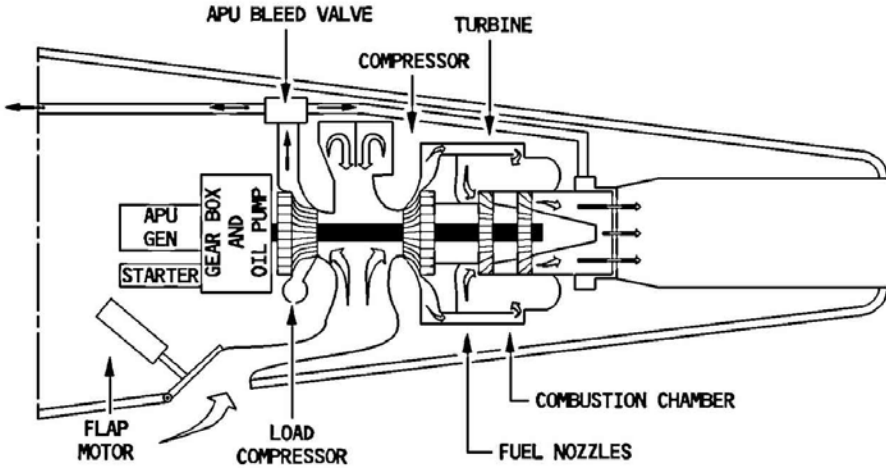 APU BLEED VALVE
TURBINE
COMPRESSOR
APU
GEN
STARTER
GEAR BOX
AND
OIL PUMP
FLAP
MOTOR
LOAD
COMPRESSOR
COMBUSTION CHAMBER
FUEL NOZZLES